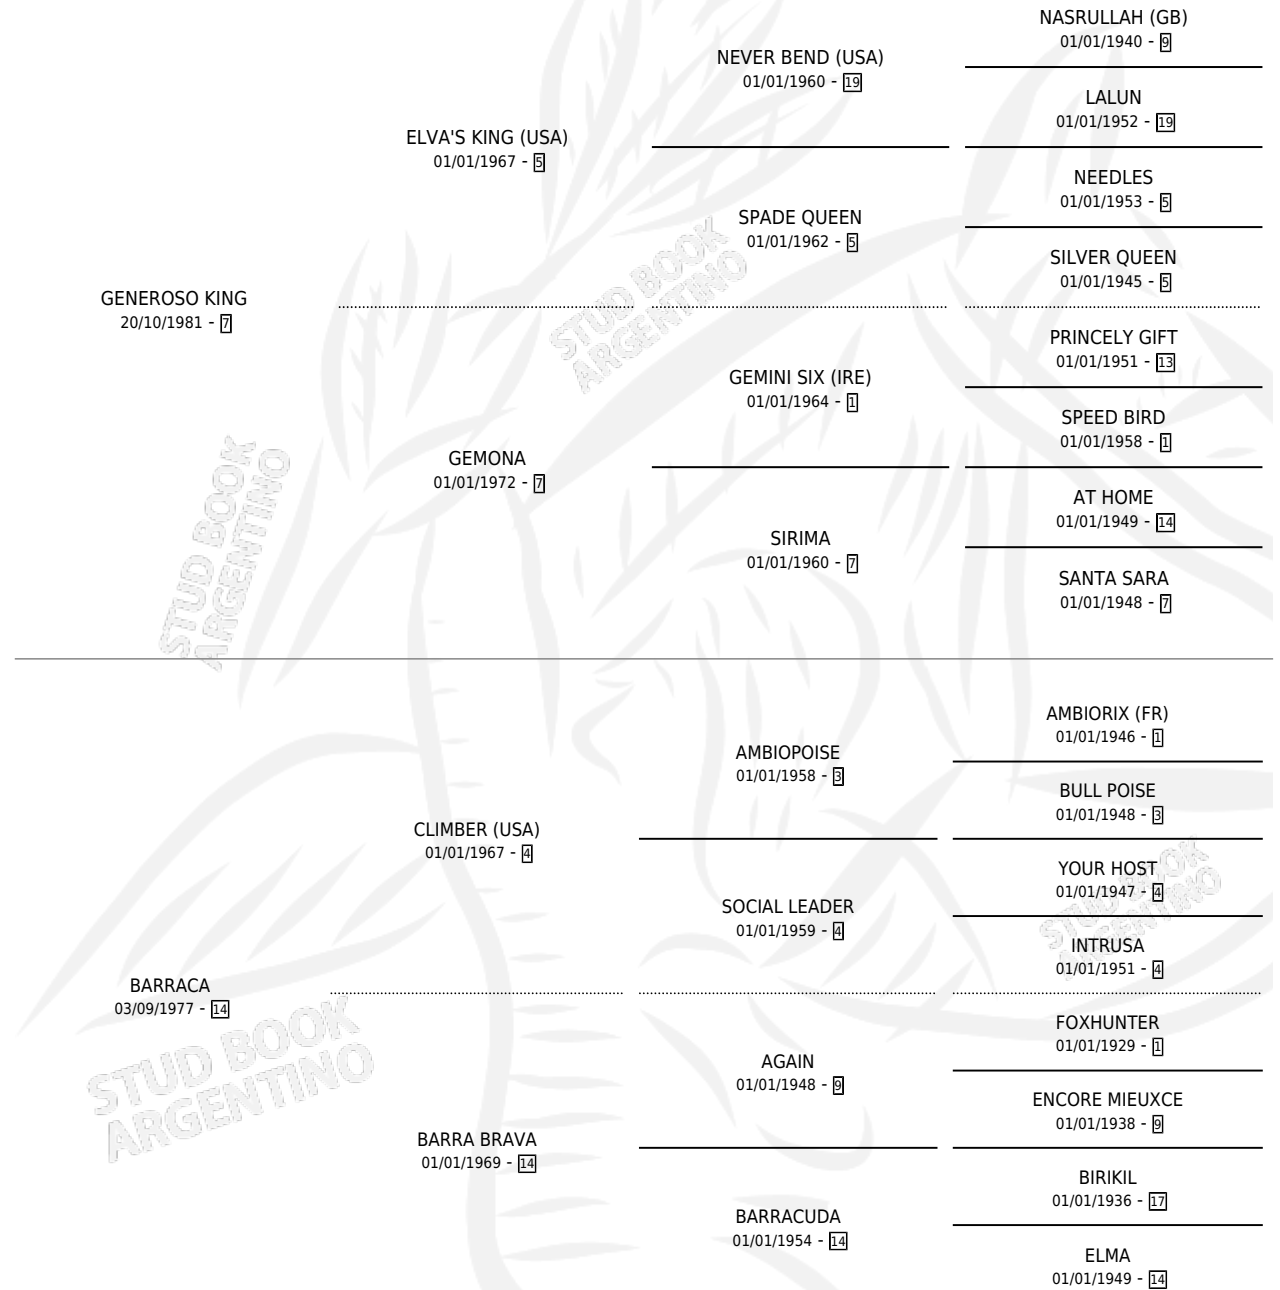 NASRULLAH (GB)
01/01/1940 - 9
NEVER BEND (USA)
01/01/1960 - 19
LALUN
01/01/1952 - 19
ELVA'S KING (USA)
01/01/1967 - 5
NEEDLES
01/01/1953 - 5
SPADE QUEEN
01/01/1962 - 5
SILVER QUEEN
01/01/1945 - 5
GENEROSO KING
20/10/1981 - 7
PRINCELY GIFT
01/01/1951 - 13
GEMINI SIX (IRE)
01/01/1964 - 1
SPEED BIRD
01/01/1958 - 1
GEMONA
01/01/1972 - 7
AT HOME
01/01/1949 - 14
SIRIMA
01/01/1960 - 7
SANTA SARA
01/01/1948 - 7
AMBIORIX (FR)
01/01/1946 - 1
AMBIOPOISE
01/01/1958 - 3
BULL POISE
01/01/1948 - 3
CLIMBER (USA)
01/01/1967 - 4
YOUR HOST
01/01/1947 - 4
SOCIAL LEADER
01/01/1959 - 4
INTRUSA
01/01/1951 - 4
BARRACA
03/09/1977 - 14
FOXHUNTER
01/01/1929 - 1
AGAIN
01/01/1948 - 9
ENCORE MIEUXCE
01/01/1938 - 9
BARRA BRAVA
01/01/1969 - 14
BIRIKIL
01/01/1936 - 17
BARRACUDA
01/01/1954 - 14
ELMA
01/01/1949 - 14
STUD BOOK
ARGENTINO
STUD BOOK
ARGENTINO
STUD BOOK
ARGENTINO
STUD BOOK
ARGENTINO